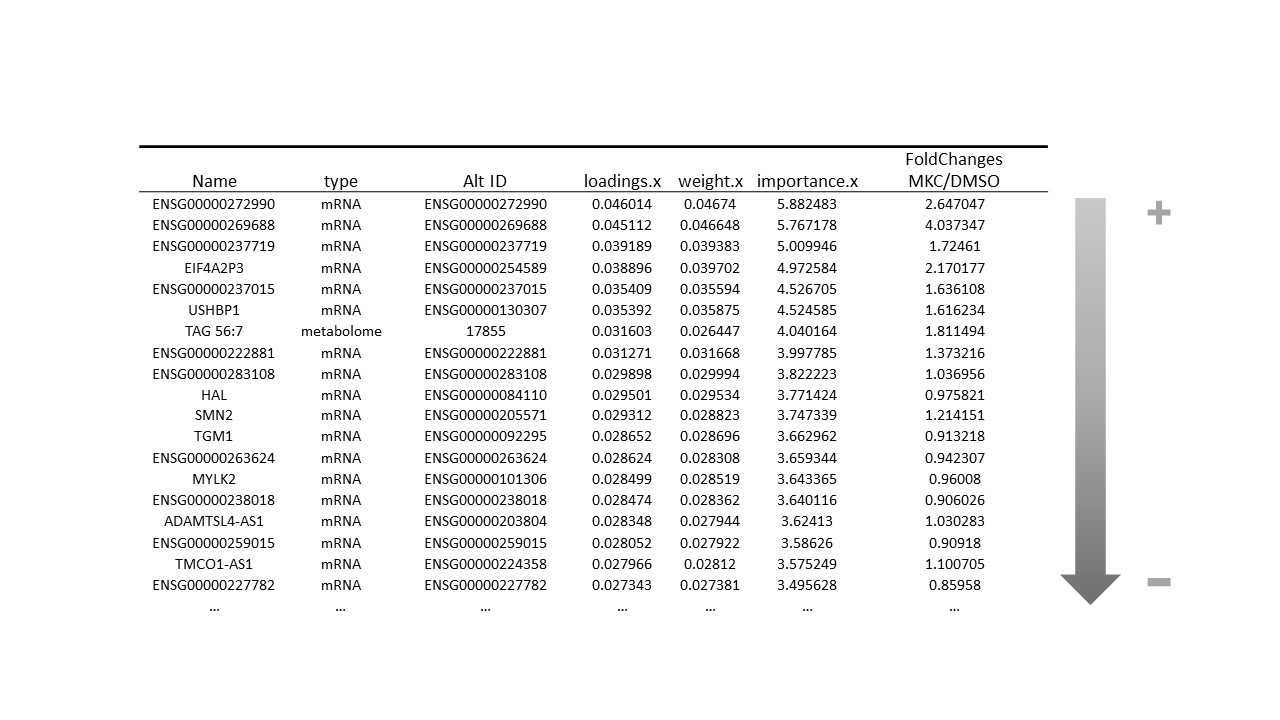 FoldChanges
Name type Alt ID loadings.x weight.x importance.x MKC/DMSO
ENSG00000272990 mRNA ENSG00000272990 0.046014 0.04674 5.882483 2.647047
ENSG00000269688 mRNA ENSG00000269688 0.045112 0.046648 5.767178 4.037347
ENSG00000237719 mRNA ENSG00000237719 0.039189 0.039383 5.009946 1.72461
EIF4A2P3 mRNA ENSG00000254589 0.038896 0.039702 4.972584 2.170177
ENSG00000237015 mRNA ENSG00000237015 0.035409 0.035594 4.526705 1.636108
USHBP1 mRNA ENSG00000130307 0.035392 0.035875 4.524585 1.616234
TAG 56:7 metabolome 17855 0.031603 0.026447 4.040164 1.811494
ENSG00000222881 mRNA ENSG00000222881 0.031271 0.031668 3.997785 1.373216
ENSG00000283108 mRNA ENSG00000283108 0.029898 0.029994 3.822223 1.036956
HAL mRNA ENSG00000084110 0.029501 0.029534 3.771424 0.975821
SMN2 mRNA ENSG00000205571 0.029312 0.028823 3.747339 1.214151
TGM1 mRNA ENSG00000092295 0.028652 0.028696 3.662962 0.913218
ENSG00000263624 mRNA ENSG00000263624 0.028624 0.028308 3.659344 0.942307
MYLK2 mRNA ENSG00000101306 0.028499 0.028519 3.643365 0.96008
ENSG00000238018 mRNA ENSG00000238018 0.028474 0.028362 3.640116 0.906026
ADAMTSL4-AS1 mRNA ENSG00000203804 0.028348 0.027944 3.62413 1.030283
ENSG00000259015 mRNA ENSG00000259015 0.028052 0.027922 3.58626 0.90918
TMCO1-AS1 mRNA ENSG00000224358 0.027966 0.02812 3.575249 1.100705
ENSG00000227782 mRNA ENSG00000227782 0.027343 0.027381 3.495628 0.85958
... ... ... ... ... ... ...
+
−